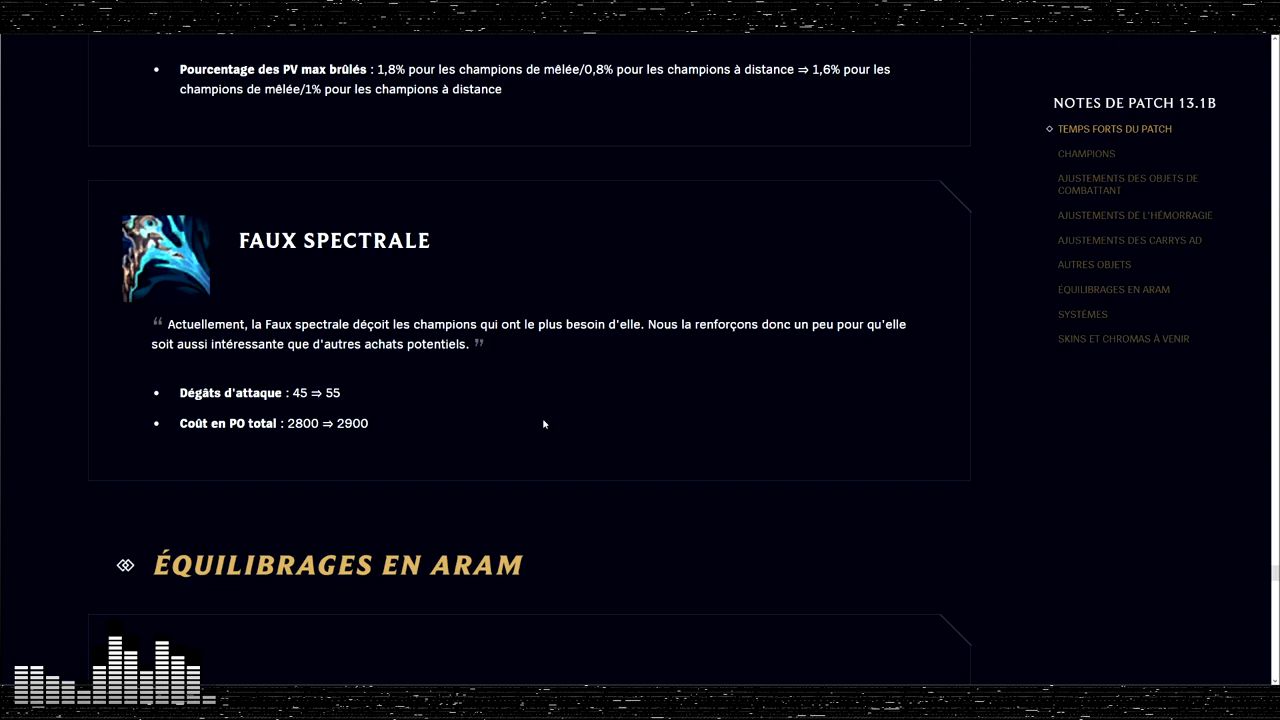 Pourcentage des PV max brûlés : 1,8% pour les champions de mêlée/0,8% pour les champions à distance ⇒ 1,6% pour les
champions de mêlée/1% pour les champions à distance
NOTES DE PATCH 13.1B
TEMPS FORTS DU PATCH
CHAMPIONS
AJUSTEMENTS DES OBJETS DE
COMBATTANT
AJUSTEMENTS DE L'HÉMORRAGIE
AJUSTEMENTS DES CARRYS AD
AUTRES OBJETS
ÉQUILIBRAGES EN ARAM
SYSTÈMES
SKINS ET CHROMAS À VENIR
FAUX SPECTRALE
“ Actuellement, la Faux spectrale déçoit les champions qui ont le plus besoin d'elle. Nous la renforçons donc un peu pour qu'elle
soit aussi intéressante que d'autres achats potentiels. ”
Dégâts d'attaque : 45 ⇒ 55
Coût en PO total : 2800 ⇒ 2900
ÉQUILIBRAGES EN ARAM